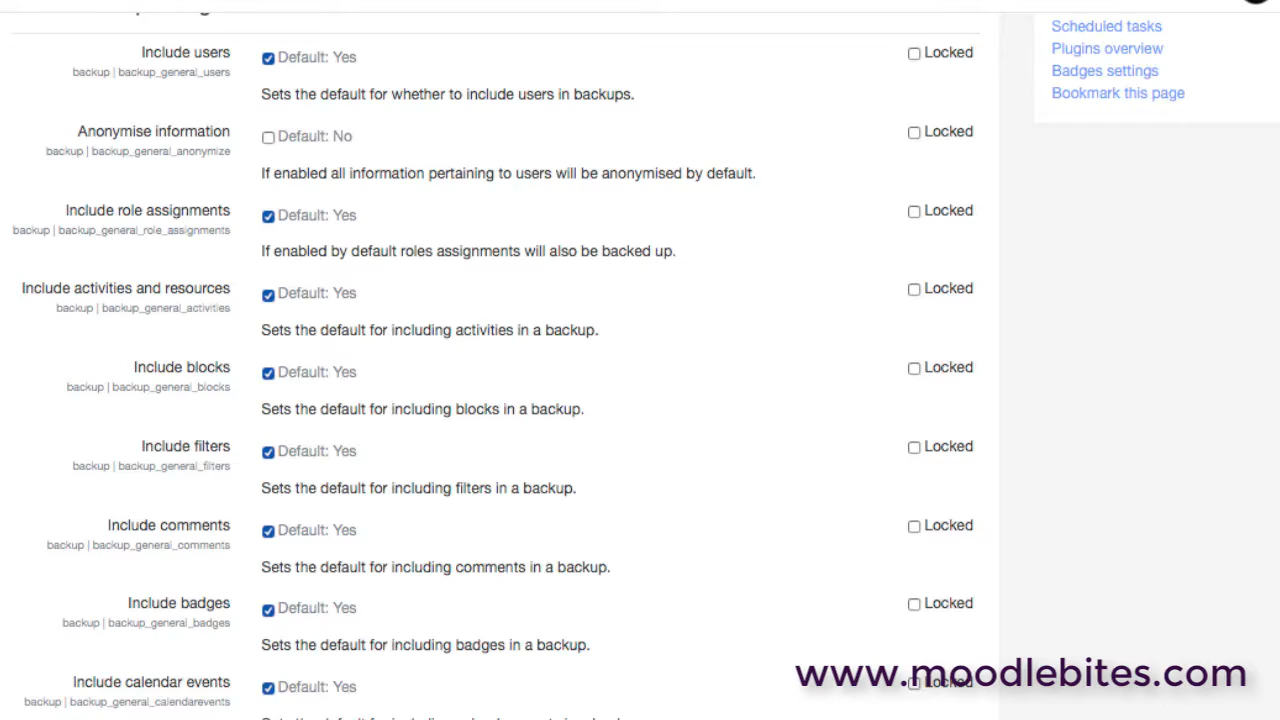 Include users
backup | backup_general_users
Default: Yes
Locked
Sets the default for whether to include users in backups.
Anonymise information
backup | backup_general_anonymize
Default: No
Locked
If enabled all information pertaining to users will be anonymised by default.
Include role assignments
backup | backup_general_role_assignments
Default: Yes
Locked
If enabled by default roles assignments will also be backed up.
Include activities and resources
backup | backup_general_activities
Default: Yes
Locked
Sets the default for including activities in a backup.
Include blocks
backup | backup_general_blocks
Default: Yes
Locked
Sets the default for including blocks in a backup.
Include filters
backup | backup_general_filters
Default: Yes
Locked
Sets the default for including filters in a backup.
Include comments
backup | backup_general_comments
Default: Yes
Locked
Sets the default for including comments in a backup.
Include badges
backup | backup_general_badges
Default: Yes
Locked
Sets the default for including badges in a backup.
Include calendar events
backup | backup_general_calendarevents
Default: Yes
Locked
Scheduled tasks
Plugins overview
Badges settings
Bookmark this page
www.moodlebites.com